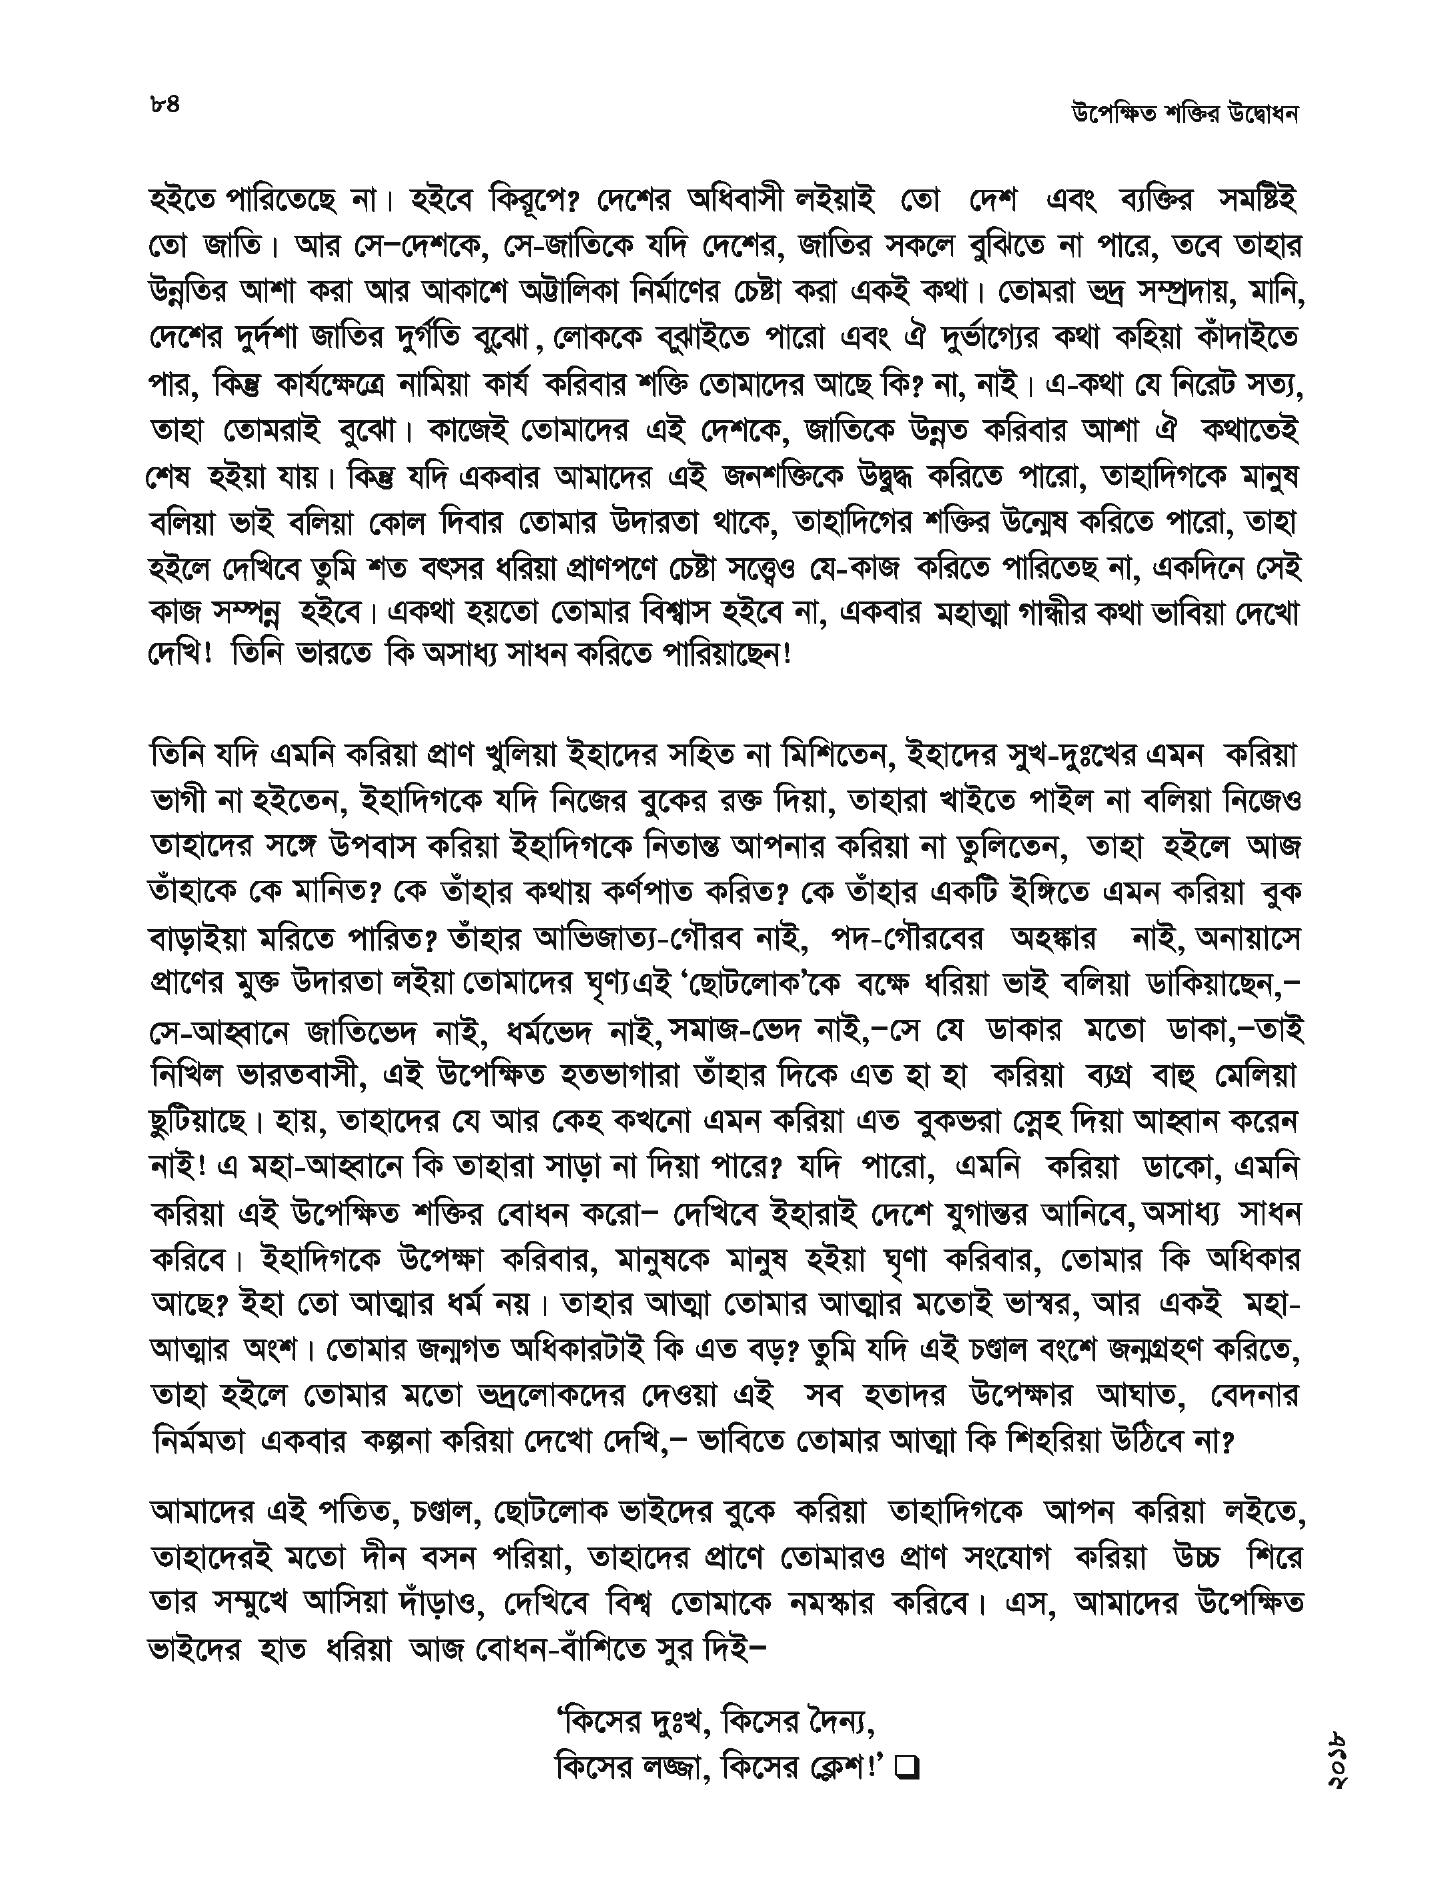 ৮৪
উপেক্ষিত শক্তির উদ্বোধন
হইতে পারিতেছে না। হইবে কিরূপে? দেশের অধিবাসী লইয়াই তো দেশ এবং ব্যক্তির সমষ্টিই
তো জাতি। আর সে–দেশকে, সে-জাতিকে যদি দেশের, জাতির সকলে বুঝিতে না পারে, তবে তাহার
উন্নতির আশা করা আর আকাশে অট্টালিকা নির্মাণের চেষ্টা করা একই কথা। তোমরা ভদ্র সম্প্রদায়, মানি,
দেশের দুর্দশা জাতির দুর্গতি বুঝো, লোককে বুঝাইতে পারো এবং ঐ দুর্ভাগ্যের কথা কহিয়া কাঁদাইতে
পার, কিন্তু কার্যক্ষেত্রে নামিয়া কার্য করিবার শক্তি তোমাদের আছে কি? না, নাই। এ-কথা যে নিরেট সত্য,
তাহা তোমরাই বুঝো। কাজেই তোমাদের এই দেশকে, জাতিকে উন্নত করিবার আশা ঐ কথাতেই
শেষ হইয়া যায়। কিন্তু যদি একবার আমাদের এই জনশক্তিকে উদ্বুদ্ধ করিতে পারো, তাহাদিগকে মানুষ
বলিয়া ভাই বলিয়া কোল দিবার তোমার উদারতা থাকে, তাহাদিগের শক্তির উন্মেষ করিতে পারো, তাহা
হইলে দেখিবে তুমি শত বৎসর ধরিয়া প্রাণপণে চেষ্টা সত্ত্বেও যে-কাজ করিতে পারিতেছ না, একদিনে সেই
কাজ সম্পন্ন হইবে। একথা হয়তো তোমার বিশ্বাস হইবে না, একবার মহাত্মা গান্ধীর কথা ভাবিয়া দেখো
দেখি! তিনি ভারতে কি অসাধ্য সাধন করিতে পারিয়াছেন!
তিনি যদি এমনি করিয়া প্রাণ খুলিয়া ইহাদের সহিত না মিশিতেন, ইহাদের সুখ-দুঃখের এমন করিয়া
ভাগী না হইতেন, ইহাদিগকে যদি নিজের বুকের রক্ত দিয়া, তাহারা খাইতে পাইল না বলিয়া নিজেও
তাহাদের সঙ্গে উপবাস করিয়া ইহাদিগকে নিতান্ত আপনার করিয়া না তুলিতেন, তাহা হইলে আজ
তাঁহাকে কে মানিত? কে তাঁহার কথায় কর্ণপাত করিত? কে তাঁহার একটি ইঙ্গিতে এমন করিয়া বুক
বাড়াইয়া মরিতে পারিত? তাঁহার আভিজাত্য-গৌরব নাই, পদ-গৌরবের অহঙ্কার নাই, অনায়াসে
প্রাণের মুক্ত উদারতা লইয়া তোমাদের ঘৃণ্য এই ‘ছোটলোক’কে বক্ষে ধরিয়া ভাই বলিয়া ডাকিয়াছেন,–
সে-আহ্বানে জাতিভেদ নাই, ধর্মভেদ নাই, সমাজ-ভেদ নাই,–সে যে ডাকার মতো ডাকা,–তাই
নিখিল ভারতবাসী, এই উপেক্ষিত হতভাগারা তাঁহার দিকে এত হা হা করিয়া ব্যগ্র বাহু মেলিয়া
ছুটিয়াছে। হায়, তাহাদের যে আর কেহ কখনো এমন করিয়া এত বুকভরা স্নেহ দিয়া আহ্বান করেন
নাই! এ মহা-আহ্বানে কি তাহারা সাড়া না দিয়া পারে? যদি পারো, এমনি করিয়া ডাকো, এমনি
করিয়া এই উপেক্ষিত শক্তির বোধন করো– দেখিবে ইহারাই দেশে যুগান্তর আনিবে, অসাধ্য সাধন
করিবে। ইহাদিগকে উপেক্ষা করিবার, মানুষকে মানুষ হইয়া ঘৃণা করিবার, তোমার কি অধিকার
আছে? ইহা তো আত্মার ধর্ম নয়। তাহার আত্মা তোমার আত্মার মতোই ভাস্বর, আর একই মহা-
আত্মার অংশ। তোমার জন্মগত অধিকারটাই কি এত বড়? তুমি যদি এই চণ্ডাল বংশে জন্মগ্রহণ করিতে,
তাহা হইলে তোমার মতো ভদ্রলোকদের দেওয়া এই সব হতাদর উপেক্ষার আঘাত, বেদনার
নির্মমতা একবার কল্পনা করিয়া দেখো দেখি,– ভাবিতে তোমার আত্মা কি শিহরিয়া উঠিবে না?
আমাদের এই পতিত, চণ্ডাল, ছোটলোক ভাইদের বুকে করিয়া তাহাদিগকে আপন করিয়া লইতে,
তাহাদেরই মতো দীন বসন পরিয়া, তাহাদের প্রাণে তোমারও প্রাণ সংযোগ করিয়া উচ্চ শিরে
তার সম্মুখে আসিয়া দাঁড়াও, দেখিবে বিশ্ব তোমাকে নমস্কার করিবে। এস, আমাদের উপেক্ষিত
ভাইদের হাত ধরিয়া আজ বোধন-বাঁশিতে সুর দিই–
‘কিসের দুঃখ, কিসের দৈন্য,
কিসের লজ্জা, কিসের ক্লেশ!’ ❑
২০১৮